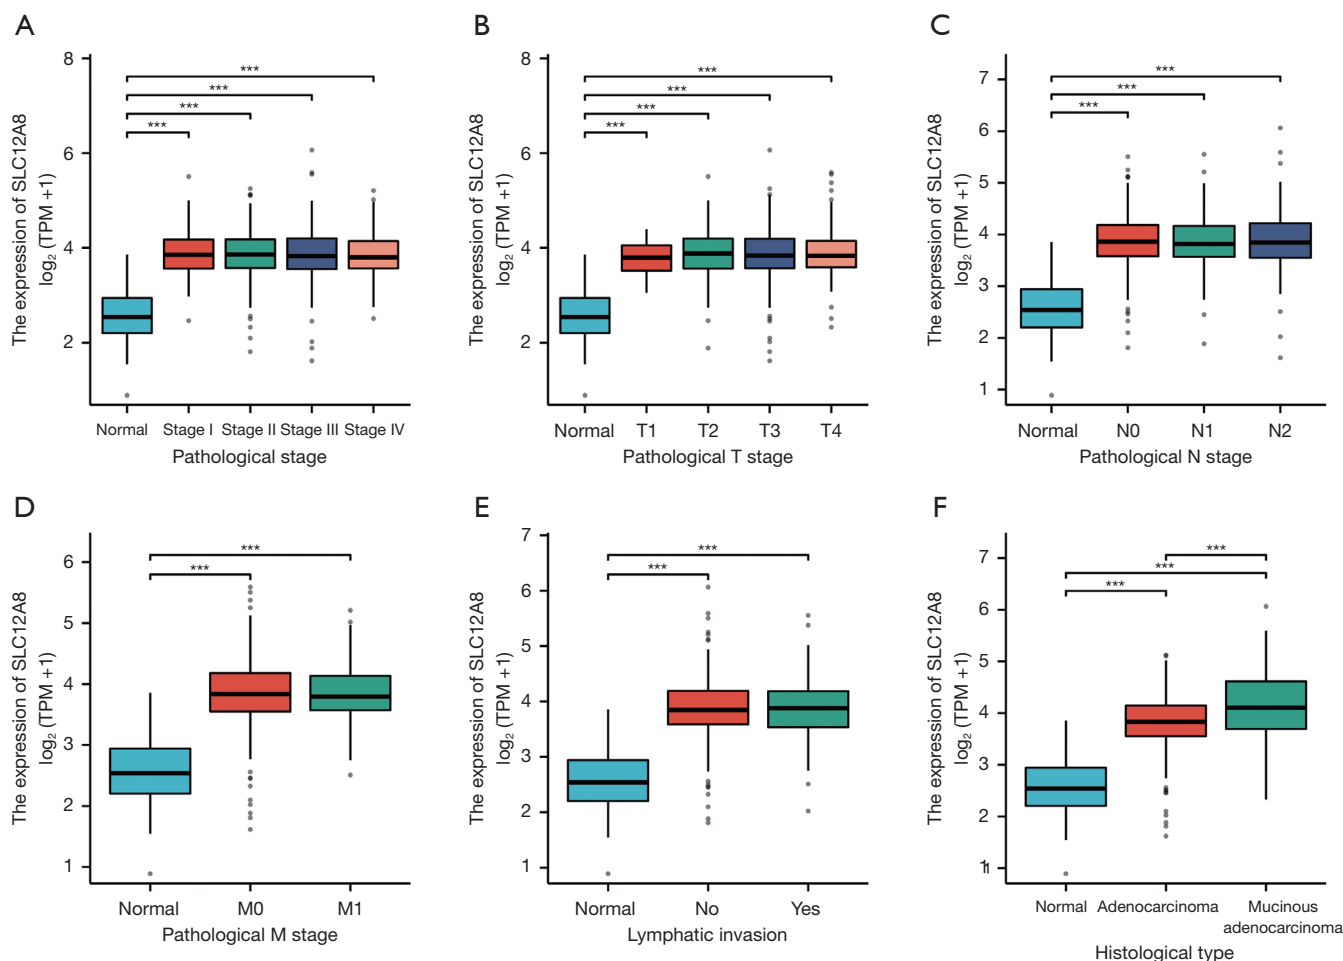 A
The expression of SLC12A8
log₂ (TPM +1)
8
6
4
2
***
***
***
***
Normal
Stage I
Stage II
Stage III
Stage IV
Pathological stage
B
The expression of SLC12A8
log₂ (TPM +1)
8
6
4
2
***
***
***
***
Normal
T1
T2
T3
T4
Pathological T stage
C
The expression of SLC12A8
log₂ (TPM +1)
7
6
5
4
3
2
1
***
***
***
Normal
N0
N1
N2
Pathological N stage
D
The expression of SLC12A8
log₂ (TPM +1)
6
5
4
3
2
1
***
***
Normal
M0
M1
Pathological M stage
E
The expression of SLC12A8
log₂ (TPM +1)
7
6
5
4
3
2
1
***
***
Normal
No
Yes
Lymphatic invasion
F
The expression of SLC12A8
log₂ (TPM +1)
7
6
5
4
3
2
1
***
***
***
Normal
Adenocarcinoma
Mucinous
adenocarcinoma
Histological type